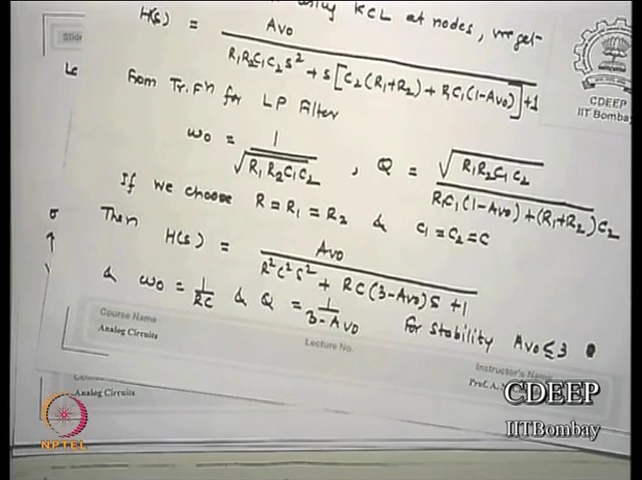 using KCL at nodes, we get-
H(s) = Avo / R1R2C1C2s² + s[C2(R1+R2) + R1C1(1-Avo)]+1
From Tr.Fn for LP Filter
ω0 = 1 / √R1R2C1C2 , Q = √R1R2C1C2 / R1C1(1-Avo)+(R1+R2)C2
If we choose R = R1 = R2 & C1 = C2 = C
Then H(s) = Avo / R²C²s² + RC(3-Avo)s + 1
& ω0 = 1/RC & Q = 1/3-Avo For stability Avo ≤ 3
Course Name
Analog Circuits
Lecture No.
Instructor's Name
Prof. A. N.
Analog Circuits
CDEEP
IIT Bombay
NPTEL
CDEEP
IITBombay